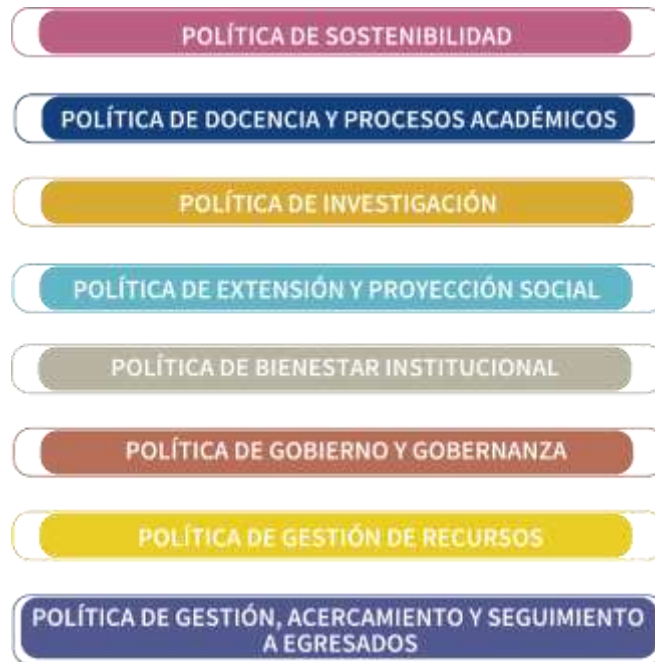 POLÍTICA DE SOSTENIBILIDAD
POLÍTICA DE DOCENCIA Y PROCESOS ACADÉMICOS
POLÍTICA DE INVESTIGACIÓN
POLÍTICA DE EXTENSIÓN Y PROYECCIÓN SOCIAL
POLÍTICA DE BIENESTAR INSTITUCIONAL
POLÍTICA DE GOBIERNO Y GOBERNANZA
POLÍTICA DE GESTIÓN DE RECURSOS
POLÍTICA DE GESTIÓN, ACERCAMIENTO Y SEGUIMIENTO
A EGRESADOS